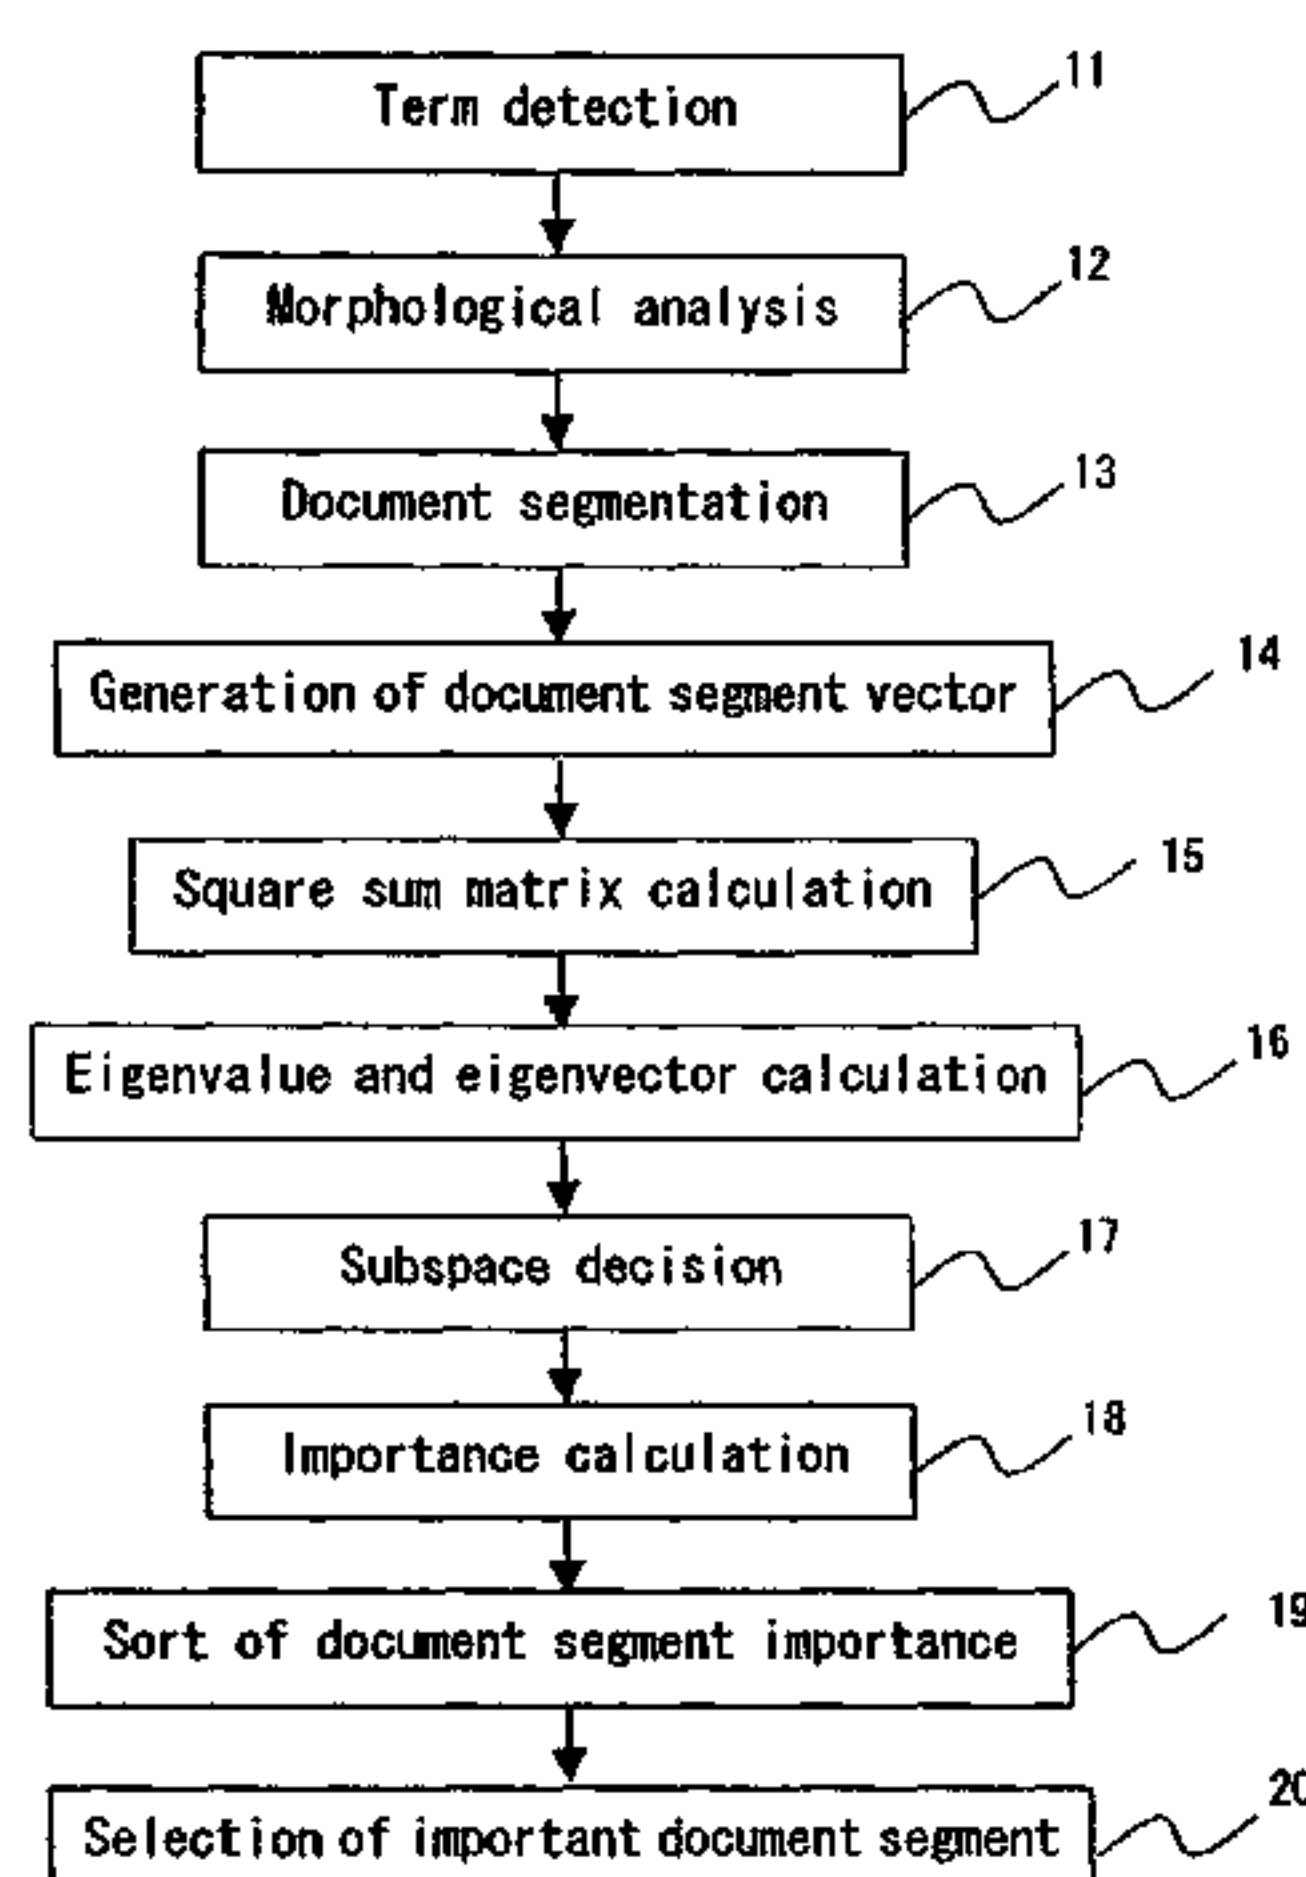 Term detection 11
Morphological analysis 12
Document segmentation 13
Generation of document segment vector 14
Square sum matrix calculation 15
Eigenvalue and eigenvector calculation 16
Subspace decision 17
Importance calculation 18
Sort of document segment importance 19
Selection of important document segment 20